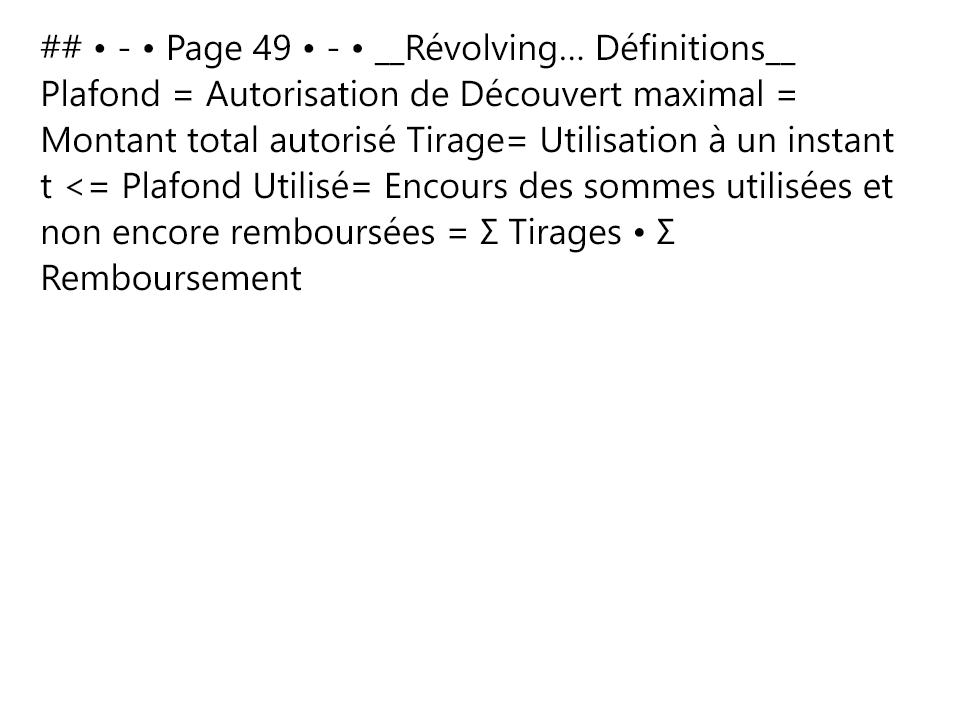 ## • - • Page 49 • - • __Révolving… Définitions__
Plafond = Autorisation de Découvert maximal =
Montant total autorisé Tirage= Utilisation à un instant
t <= Plafond Utilisé= Encours des sommes utilisées et
non encore remboursées = Σ Tirages • Σ
Remboursement